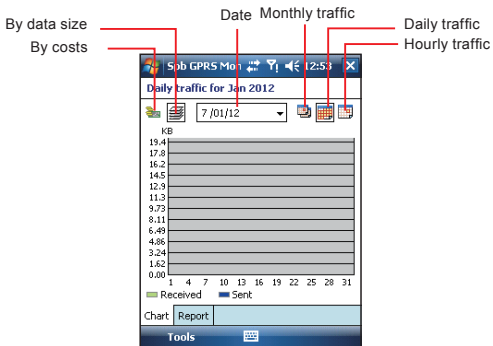 By data size
By costs
Date
Monthly traffic
Daily traffic
Hourly traffic
Spb GPRS Mon 12:53
Daily traffic for Jan 2012
7 /01/12
KB
19.4
17.8
16.2
14.5
12.9
11.3
9.73
8.11
6.49
4.86
3.24
1.62
0.00
1 4 7 10 13 16 19 22 25 28 31
Received Sent
Chart Report
Tools